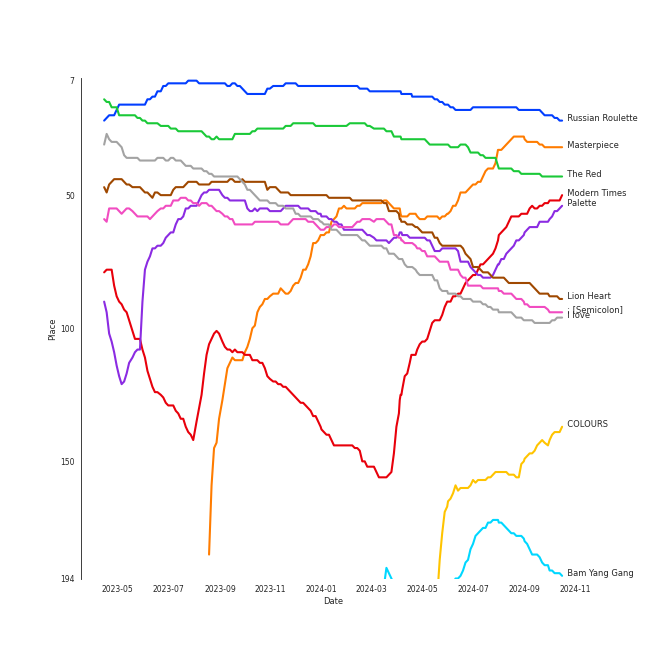 7
50
100
150
194
Place
Russian Roulette
Masterpiece
The Red
Modern Times
Palette
Lion Heart
; [Semicolon]
I love
COLOURS
Bam Yang Gang
2023-05
2023-07
2023-09
2023-11
2024-01
2024-03
2024-05
2024-07
2024-09
2024-11
Date